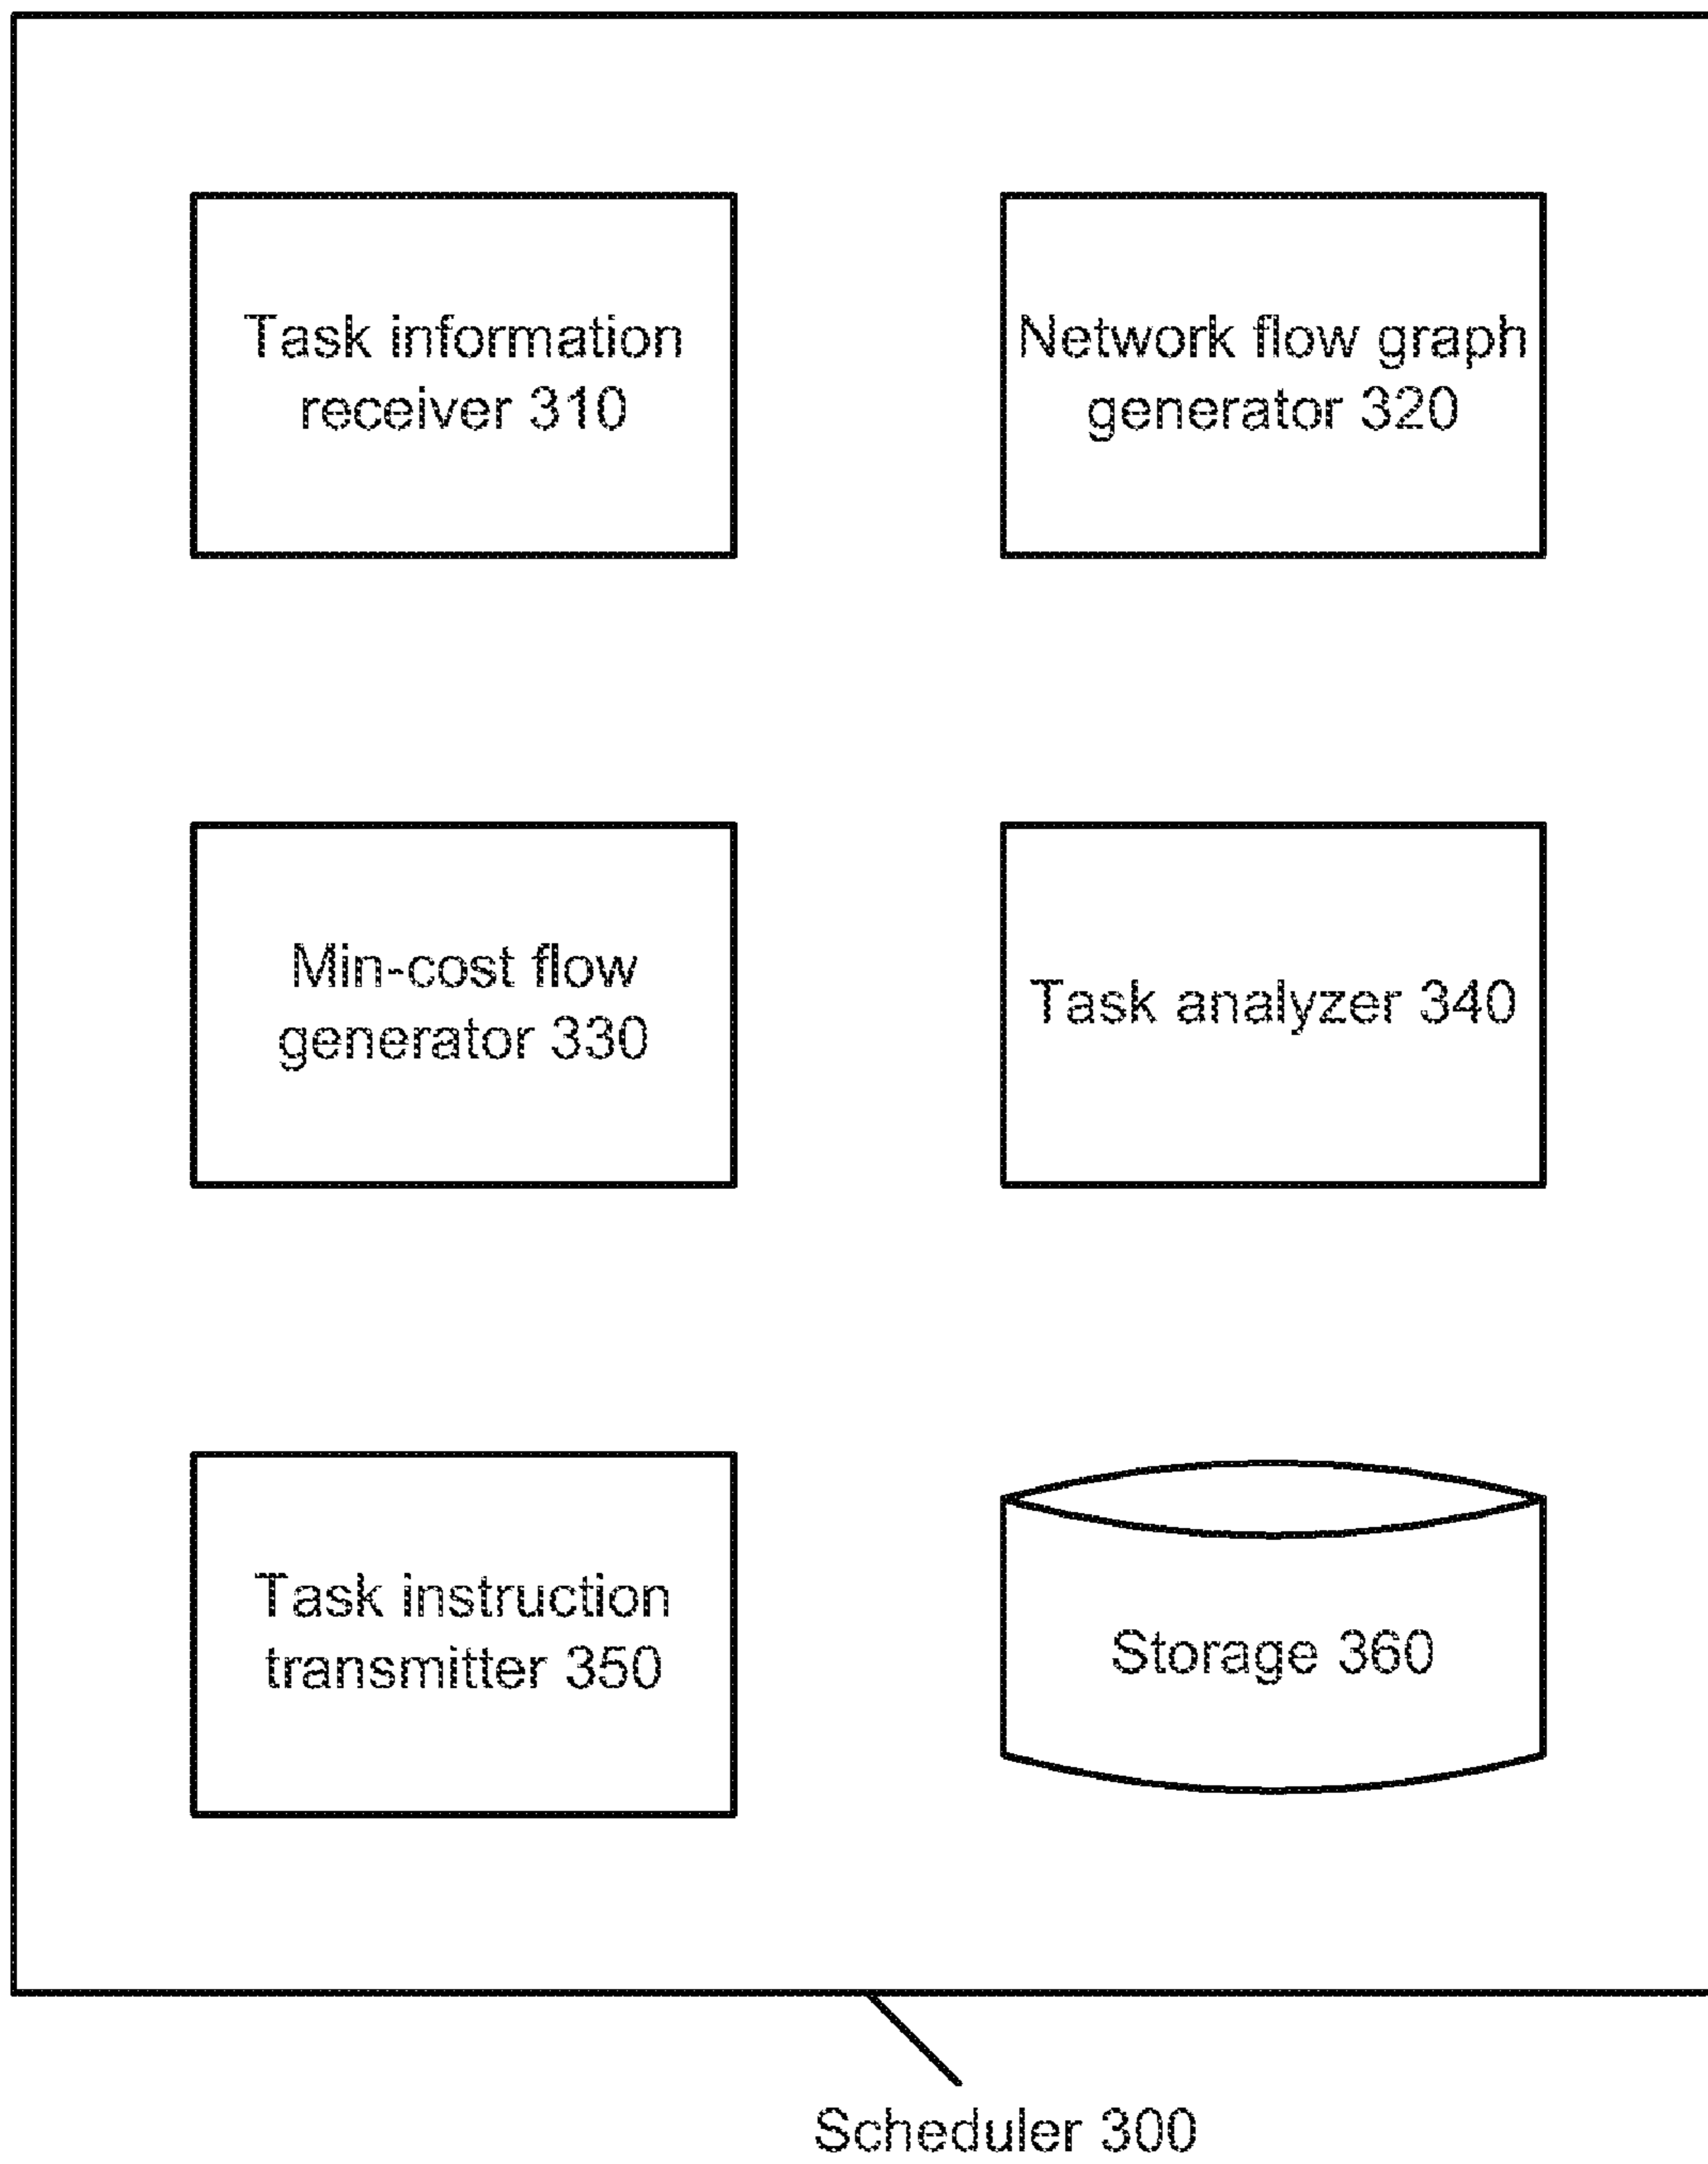 Task information
receiver 310
Network flow graph
generator 320
Min-cost flow
generator 330
Task analyzer 340
Task instruction
transmitter 350
Storage 360
Scheduler 300